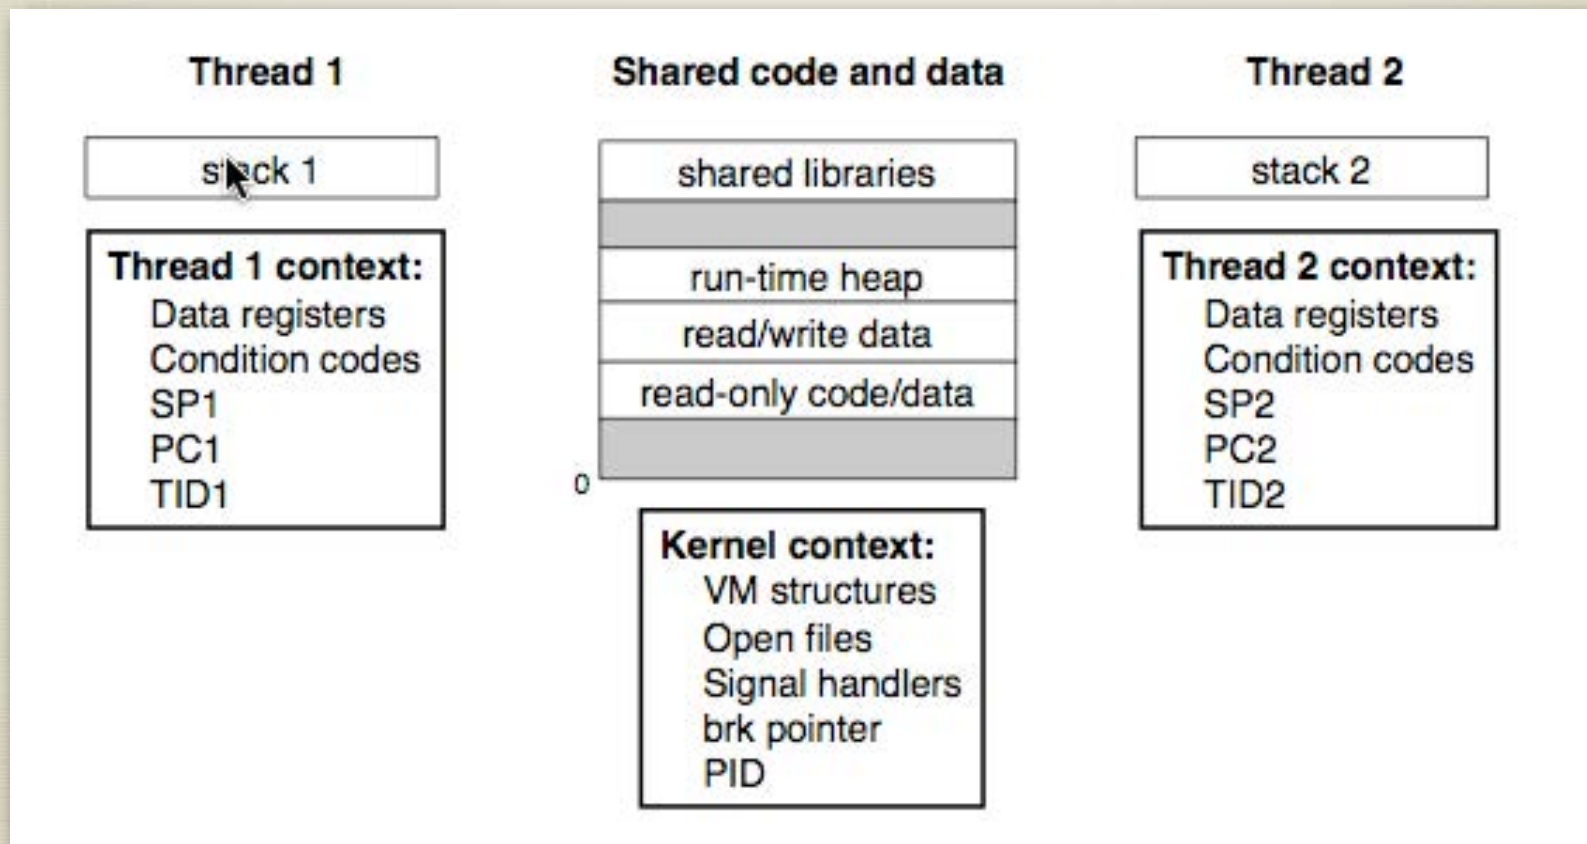 Thread 1
stack 1
Thread 1 context:
Data registers
Condition codes
SP1
PC1
TID1
Shared code and data
shared libraries
run-time heap
read/write data
read-only code/data
0
Kernel context:
VM structures
Open files
Signal handlers
brk pointer
PID
Thread 2
stack 2
Thread 2 context:
Data registers
Condition codes
SP2
PC2
TID2